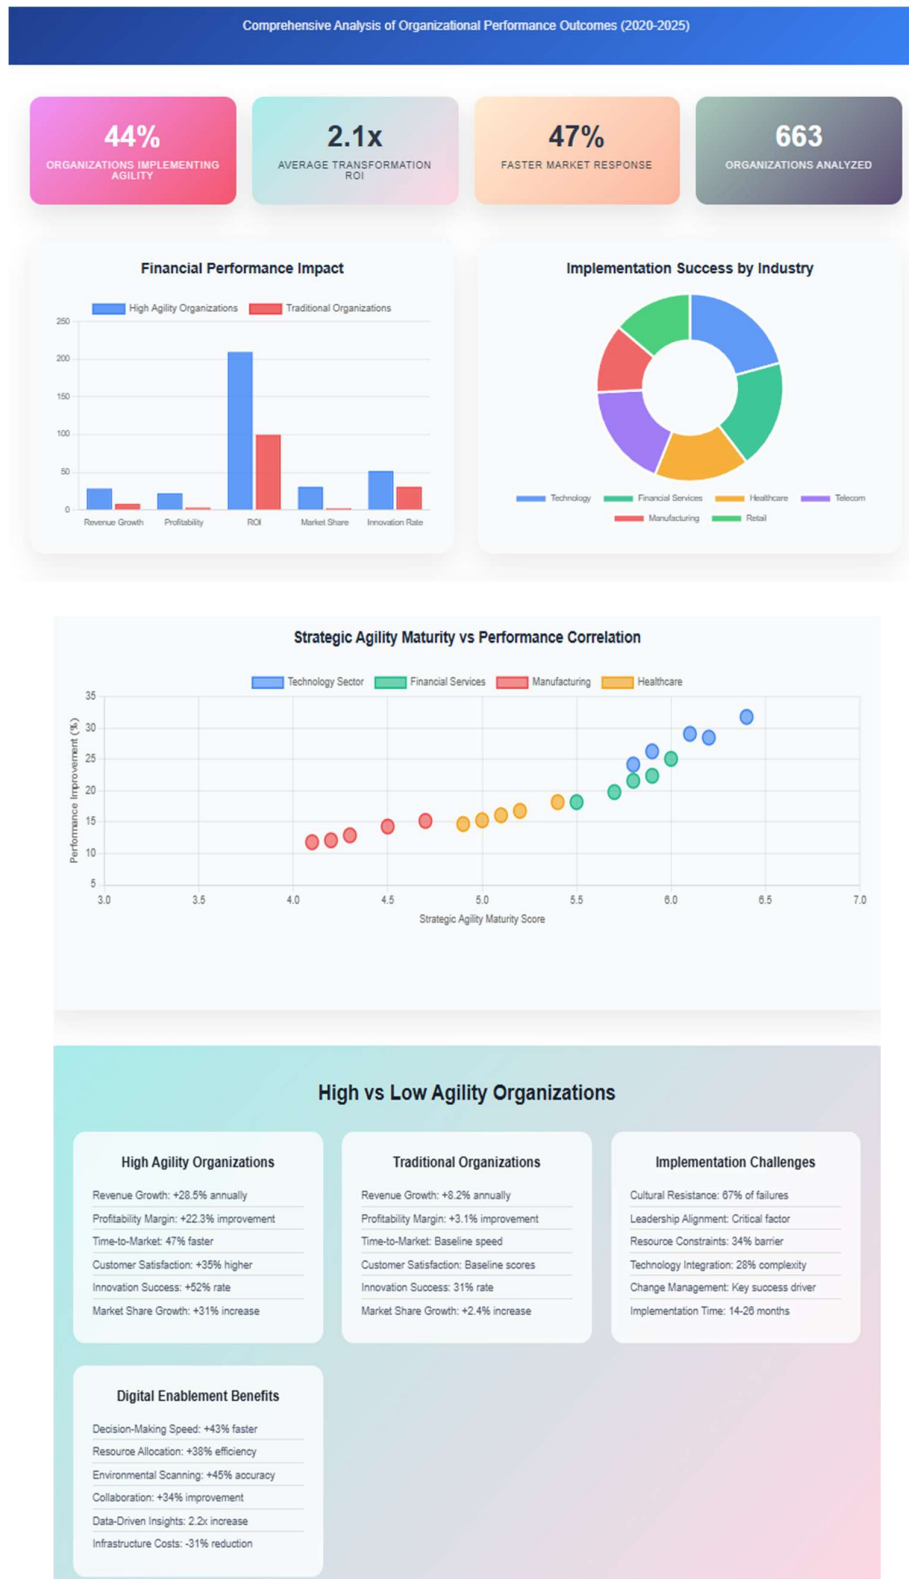 Comprehensive Analysis of Organizational Performance Outcomes (2020-2025)
44%
ORGANIZATIONS IMPLEMENTING
AGILITY
2.1x
AVERAGE TRANSFORMATION
ROI
47%
FASTER MARKET RESPONSE
663
ORGANIZATIONS ANALYZED
Financial Performance Impact
High Agility Organizations Traditional Organizations
250
200
150
100
50
0
Revenue Growth Profitability ROI Market Share Innovation Rate
Implementation Success by Industry
Technology Financial Services Healthcare Telecom
Manufacturing Retail
Strategic Agility Maturity vs Performance Correlation
Technology Sector Financial Services Manufacturing Healthcare
Performance Improvement (%)
35
30
25
20
15
10
5
3.0 3.5 4.0 4.5 5.0 5.5 6.0 6.5 7.0
Strategic Agility Maturity Score
High vs Low Agility Organizations
High Agility Organizations
Revenue Growth: +28.5% annually
Profitability Margin: +22.3% improvement
Time-to-Market: 47% faster
Customer Satisfaction: +35% higher
Innovation Success: +52% rate
Market Share Growth: +31% increase
Traditional Organizations
Revenue Growth: +8.2% annually
Profitability Margin: +3.1% improvement
Time-to-Market: Baseline speed
Customer Satisfaction: Baseline scores
Innovation Success: 31% rate
Market Share Growth: +2.4% increase
Implementation Challenges
Cultural Resistance: 67% of failures
Leadership Alignment: Critical factor
Resource Constraints: 34% barrier
Technology Integration: 28% complexity
Change Management: Key success driver
Implementation Time: 14-26 months
Digital Enablement Benefits
Decision-Making Speed: +43% faster
Resource Allocation: +38% efficiency
Environmental Scanning: +45% accuracy
Collaboration: +34% improvement
Data-Driven Insights: 2.2x increase
Infrastructure Costs: -31% reduction